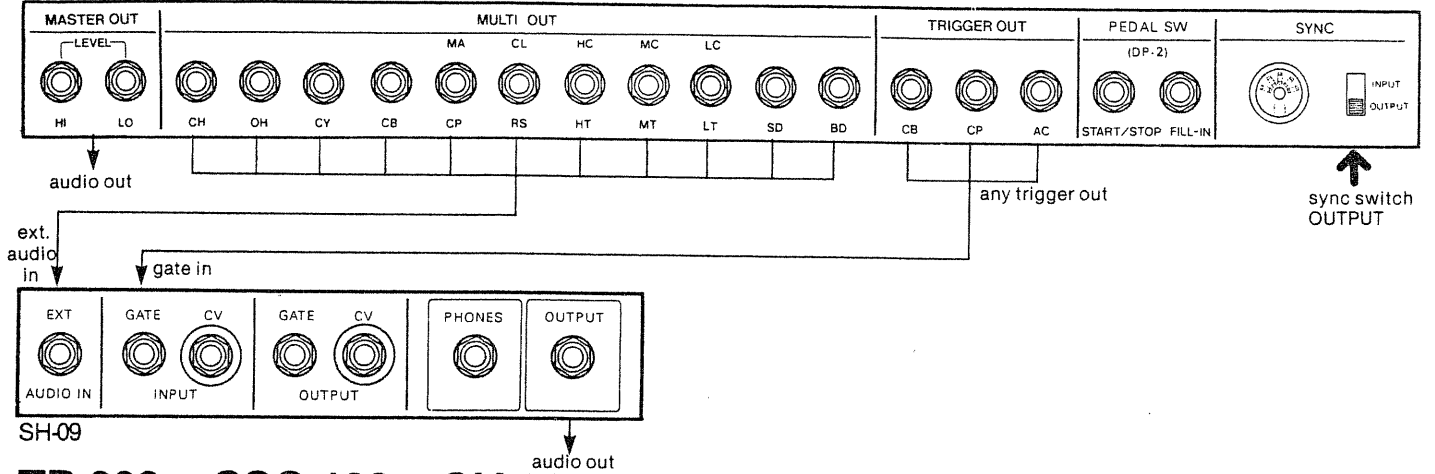 MASTER OUT MULTI OUT TRIGGER OUT PEDAL SW SYNC
LEVEL MA CL HC MC LC (DP-2)
INPUT
OUTPUT
HI LO CH OH CY CB CP RS HT MT LT SD BD CB CP AC START/STOP FILL-IN
audio out
any trigger out
sync switch
OUTPUT
ext.
audio
in
gate in
EXT GATE CV GATE CV PHONES OUTPUT
AUDIO IN INPUT OUTPUT
SH-09
audio out